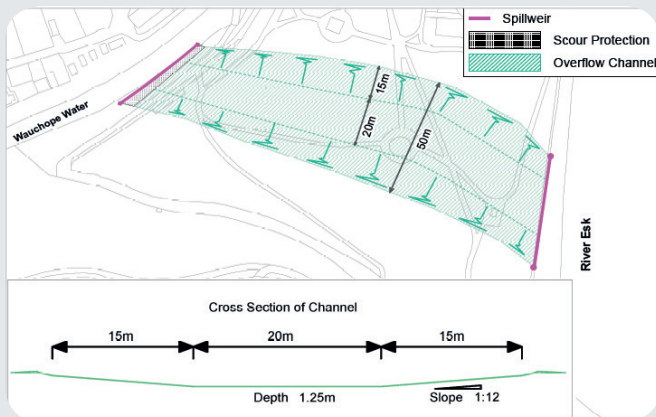 Spillweir
Scour Protection
Overflow Channel
Wauchope Water
15m
20m
50m
River Esk
Cross Section of Channel
15m 20m 15m
Depth 1.25m Slope 1:12